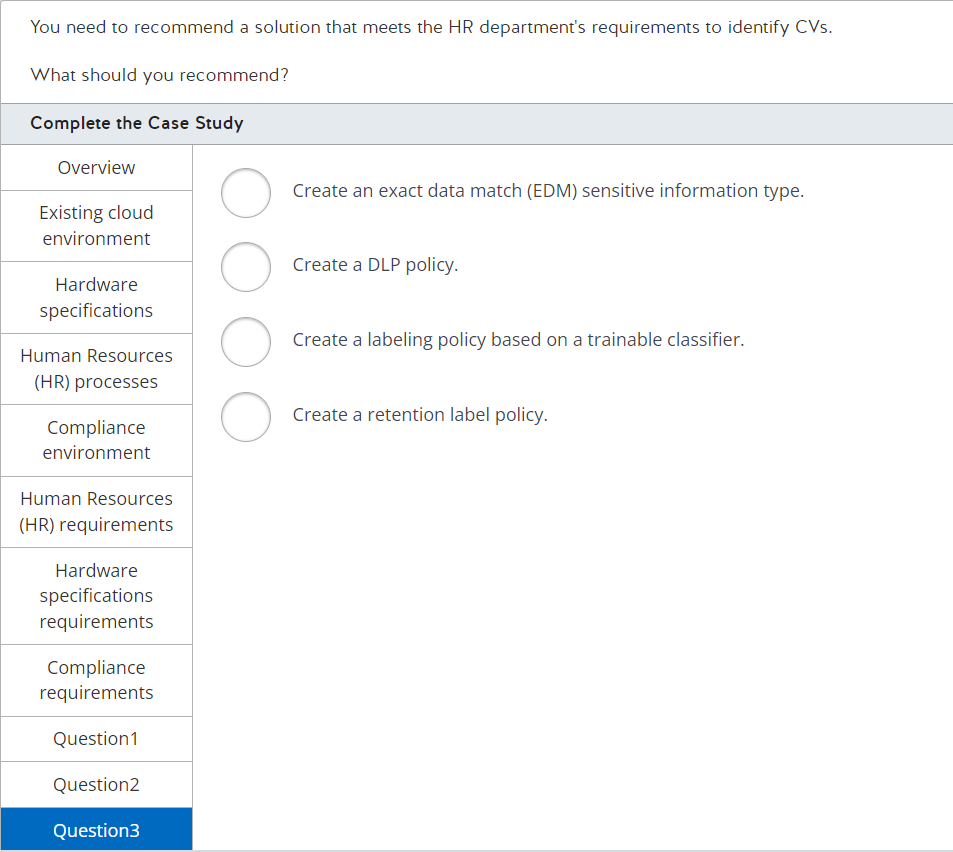 You need to recommend a solution that meets the HR department's requirements to identify CVs.
What should you recommend?
Complete the Case Study
Overview
Existing cloud
environment
Hardware
specifications
Human Resources
(HR) processes
Compliance
environment
Human Resources
(HR) requirements
Hardware
specifications
requirements
Compliance
requirements
Question1
Question2
Question3
Create an exact data match (EDM) sensitive information type.
Create a DLP policy.
Create a labeling policy based on a trainable classifier.
Create a retention label policy.